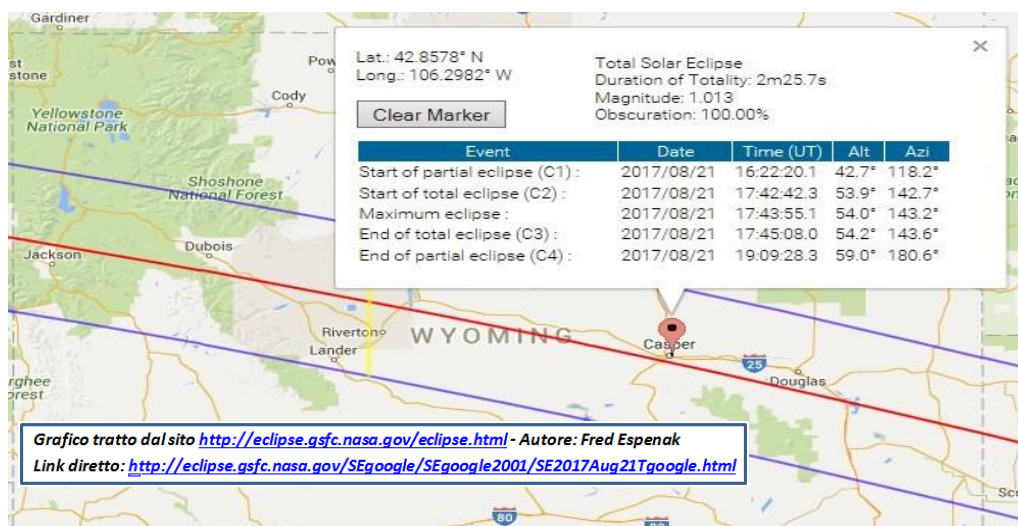 Gardiner
×
Pow
Lat.: 42.8578° N
Long.: 106.2982° W
Total Solar Eclipse
Duration of Totality: 2m25.7s
Magnitude: 1.013
Obscuration: 100.00%
st
stone
Cody
Clear Marker
Yellowstone
National Park
Event Date Time (UT) Alt Azi
Start of partial eclipse (C1) : 2017/08/21 16:22:20.1 42.7° 118.2°
Start of total eclipse (C2) : 2017/08/21 17:42:42.3 53.9° 142.7°
Maximum eclipse : 2017/08/21 17:43:55.1 54.0° 143.2°
End of total eclipse (C3) : 2017/08/21 17:45:08.0 54.2° 143.6°
End of partial eclipse (C4) : 2017/08/21 19:09:28.3 59.0° 180.6°
Shoshone
National Forest
Dubois
Jackson
Riverton
WYOMING
Lander
Casper
25
Douglas
rghee
orest
Grafico tratto dal sito http://eclipse.gsfc.nasa.gov/eclipse.html - Autore: Fred Espenak
Link diretto: http://eclipse.gsfc.nasa.gov/SEgoogle/SEgoogle2001/SE2017Aug21Tgoogle.html
Sco
80
80